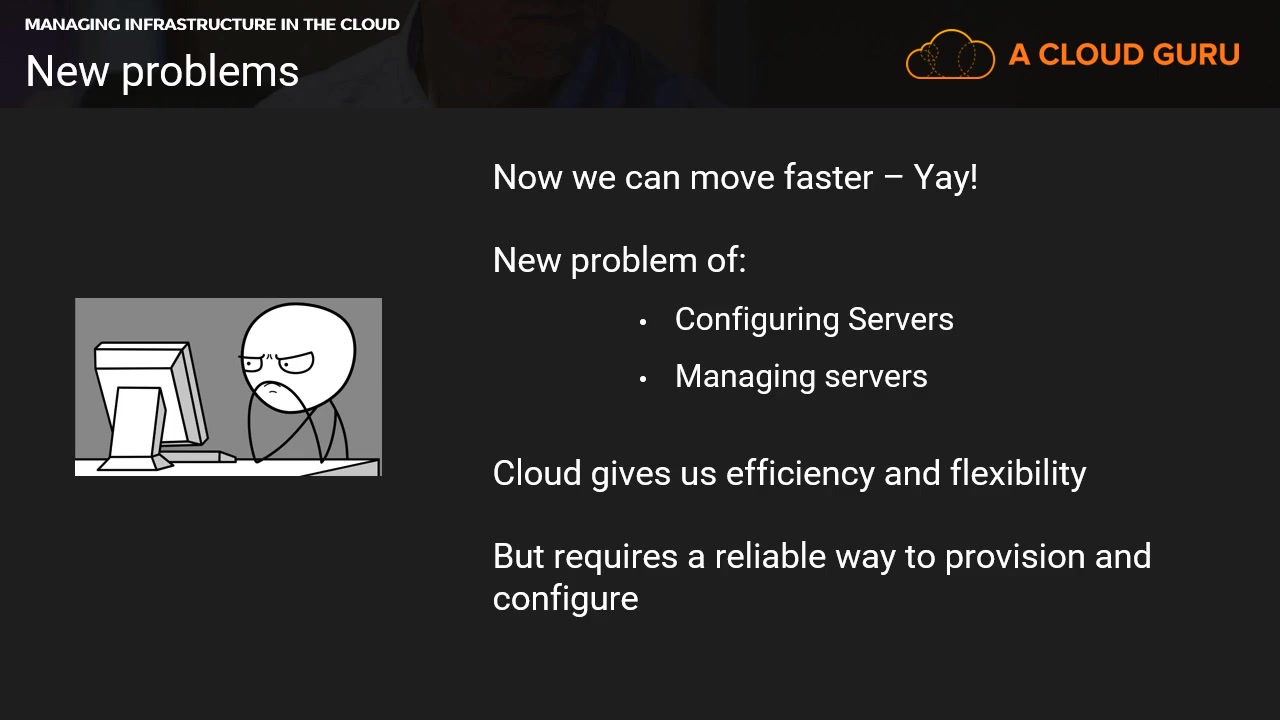 MANAGING INFRASTRUCTURE IN THE CLOUD
New problems
A CLOUD GURU
Now we can move faster – Yay!
New problem of:
• Configuring Servers
• Managing servers
Cloud gives us efficiency and flexibility
But requires a reliable way to provision and
configure